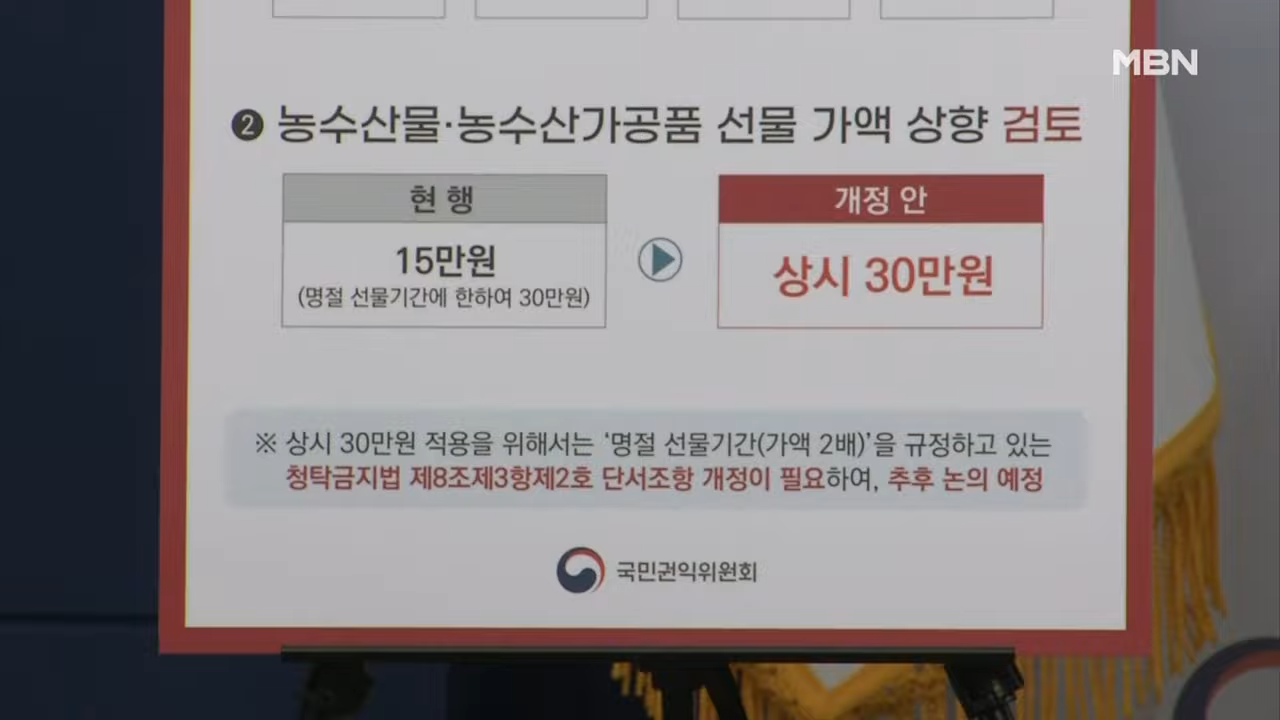 MBN
❷ 농수산물·농수산가공품 선물 가액 상향 검토
현 행
15만원
(명절 선물기간에 한하여 30만원)
개정 안
상시 30만원
※ 상시 30만원 적용을 위해서는 ‘명절 선물기간(가액 2배)’을 규정하고 있는
청탁금지법 제8조제3항제2호 단서조항 개정이 필요하여, 추후 논의 예정
국민권익위원회